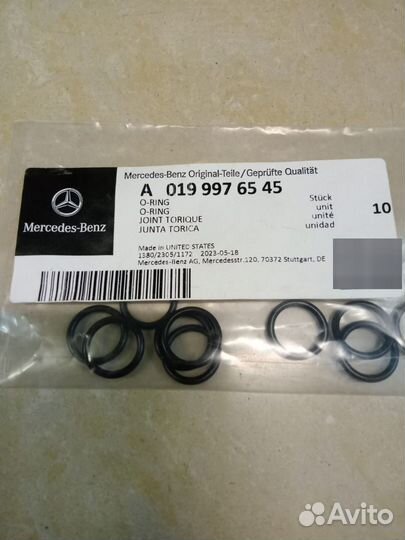 Mercedes-Benz
Mercedes-Benz Original-Teile/Geprüfte Qualität
A 019 997 65 45
O-RING Stück
O-RING unit 10
JOINT TORIQUE unité
JUNTA TORICA unidad
Made in UNITED STATES
1380/2305/1172 2023-05-18
Mercedes-Benz AG, Mercedesstr.120, 70372 Stuttgart, DE
Avito